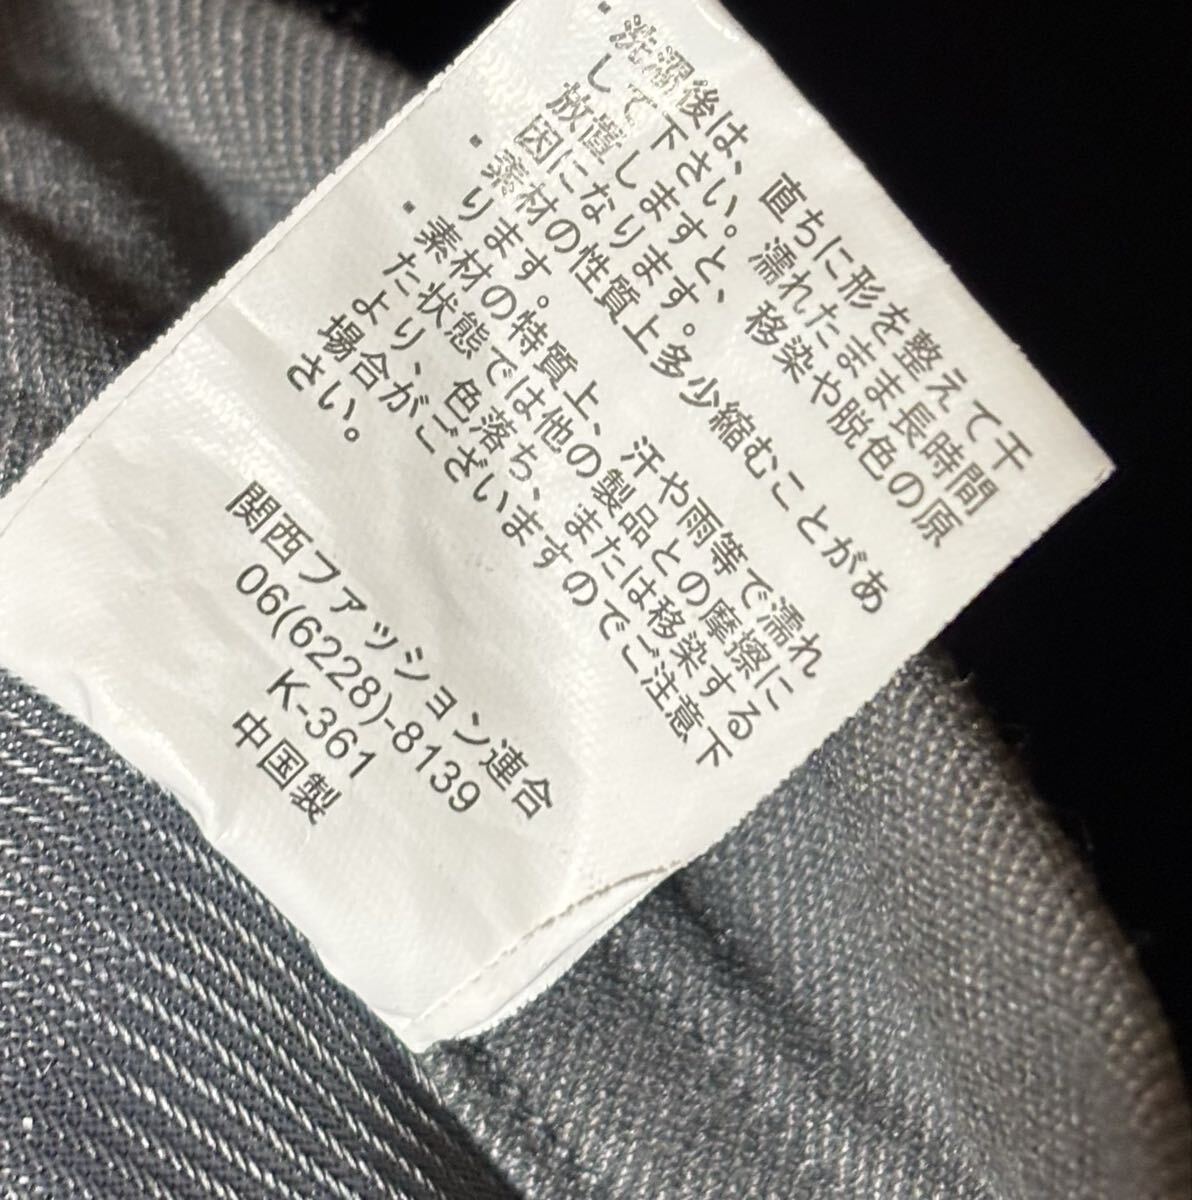 ・洗濯後は、直ちに形を整えて干
して下さい。濡れたまま長時間
放置しますと、移染や脱色の原
因になります。
・素材の性質上多少縮むことがあ
ります。
・素材の特質上、汗や雨等で濡れ
た状態では他の製品との摩擦に
より、色落ち、または移染する
場合がございますのでご注意下
さい。
関西ファッション連合
06(6228)-8139
K-361
中国製